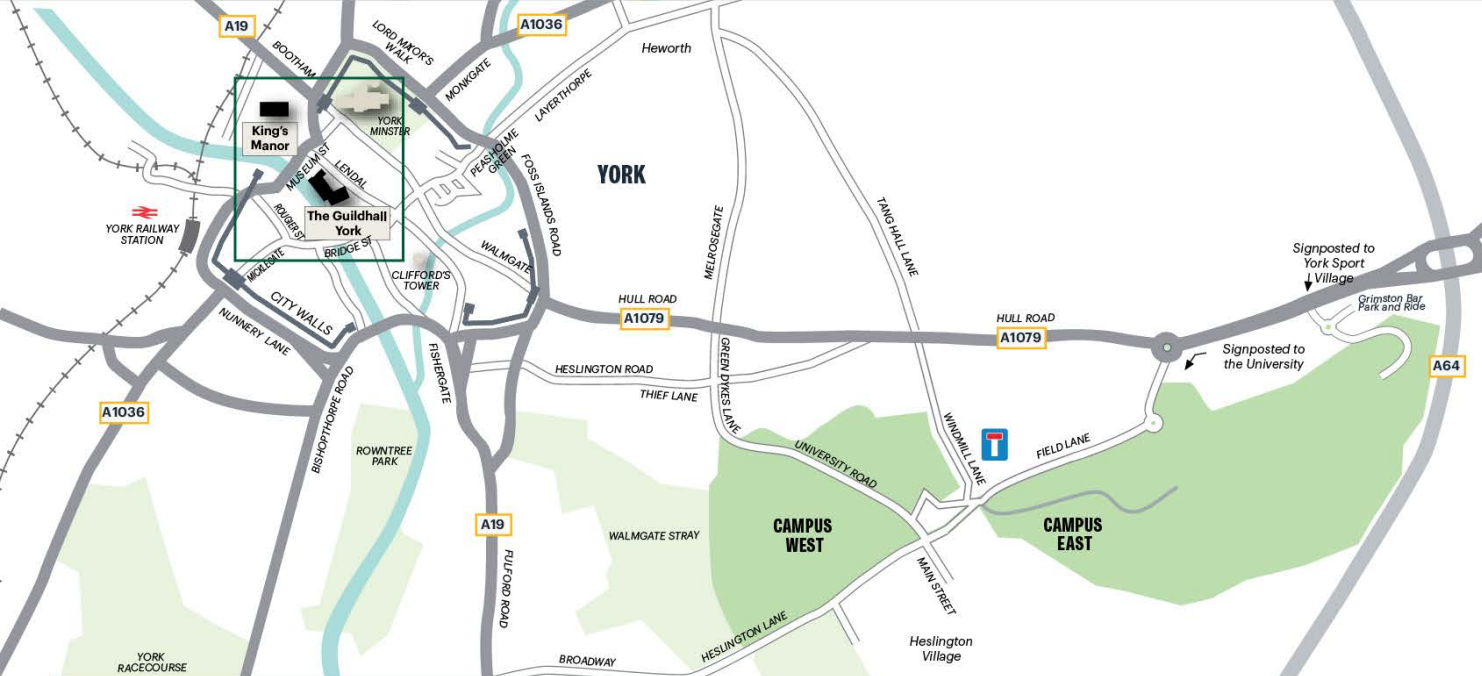 A19
A1036
BOOTHAM
LORD MAYOR'S
WALK
MONKGATE
Heworth
LAYERTHORPE
King's
Manor
YORK
MINSTER
PEASHOLME
GREEN
MUSEUM ST
LENDAL
FOSS ISLANDS ROAD
YORK
The Guildhall
York
ROUGIER ST
BRIDGE ST
MICKLEGATE
YORK RAILWAY
STATION
WALMGATE
CLIFFORD'S
TOWER
MELROSEGATE
TANG HALL LANE
Signposted to
York Sport
Village
Grimston Bar
Park and Ride
CITY WALLS
NUNNERY LANE
HULL ROAD
A1079
HULL ROAD
A1079
Signposted to
the University
A64
FISHERGATE
HESLINGTON ROAD
THIEF LANE
GREEN DYKES LANE
A1036
BISHOPTHORPE ROAD
ROWNTREE
PARK
UNIVERSITY ROAD
WINDMILL LANE
FIELD LANE
A19
WALMGATE STRAY
CAMPUS
WEST
CAMPUS
EAST
FULFORD ROAD
MAIN STREET
HESLINGTON LANE
Heslington
Village
BROADWAY
YORK
RACECOURSE